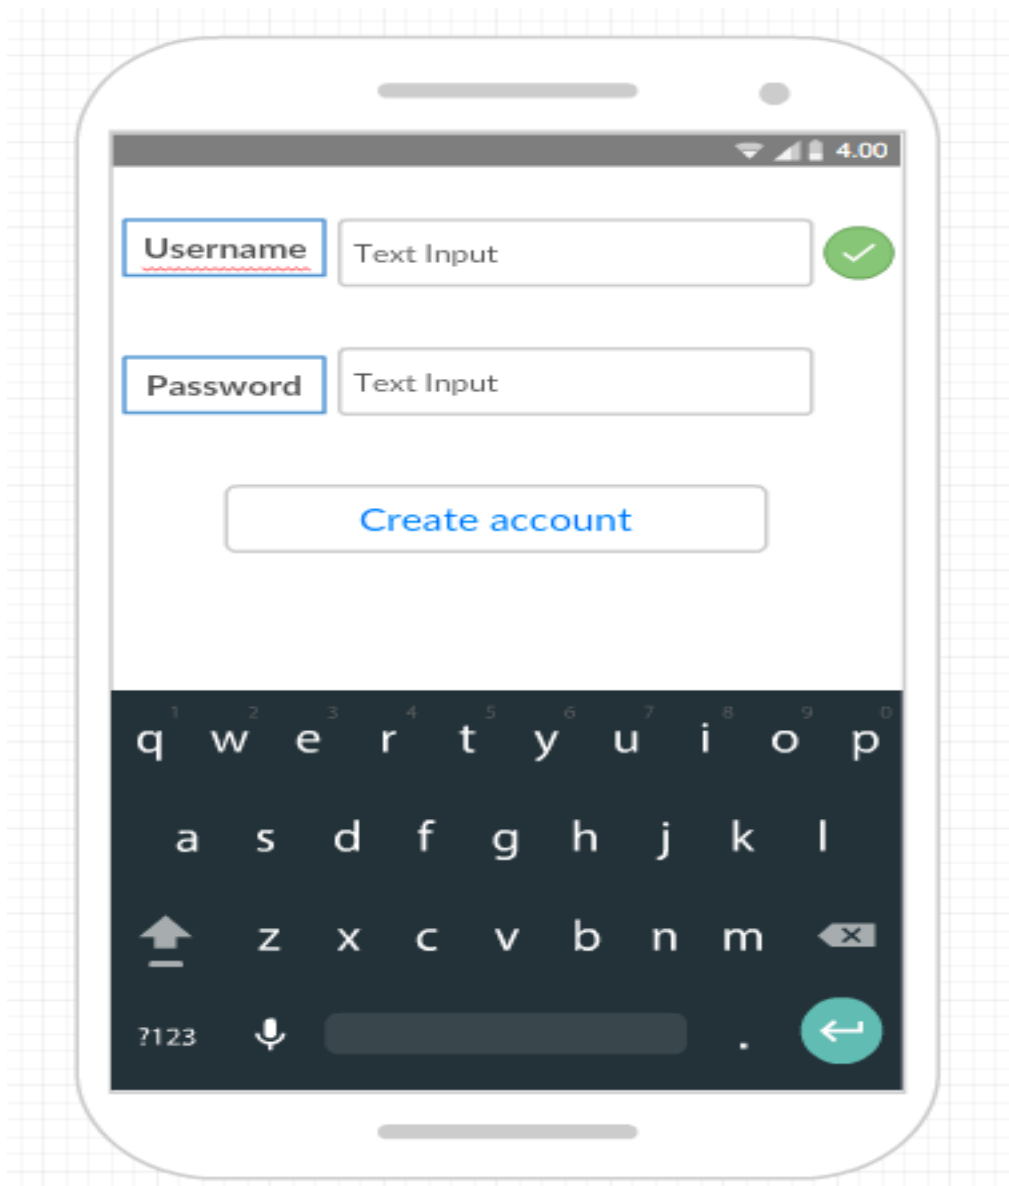 4.00
Username Text Input
Password Text Input
Create account
1 2 3 4 5 6 7 8 9 0
q w e r t y u i o p
a s d f g h j k l
z x c v b n m
?123 .